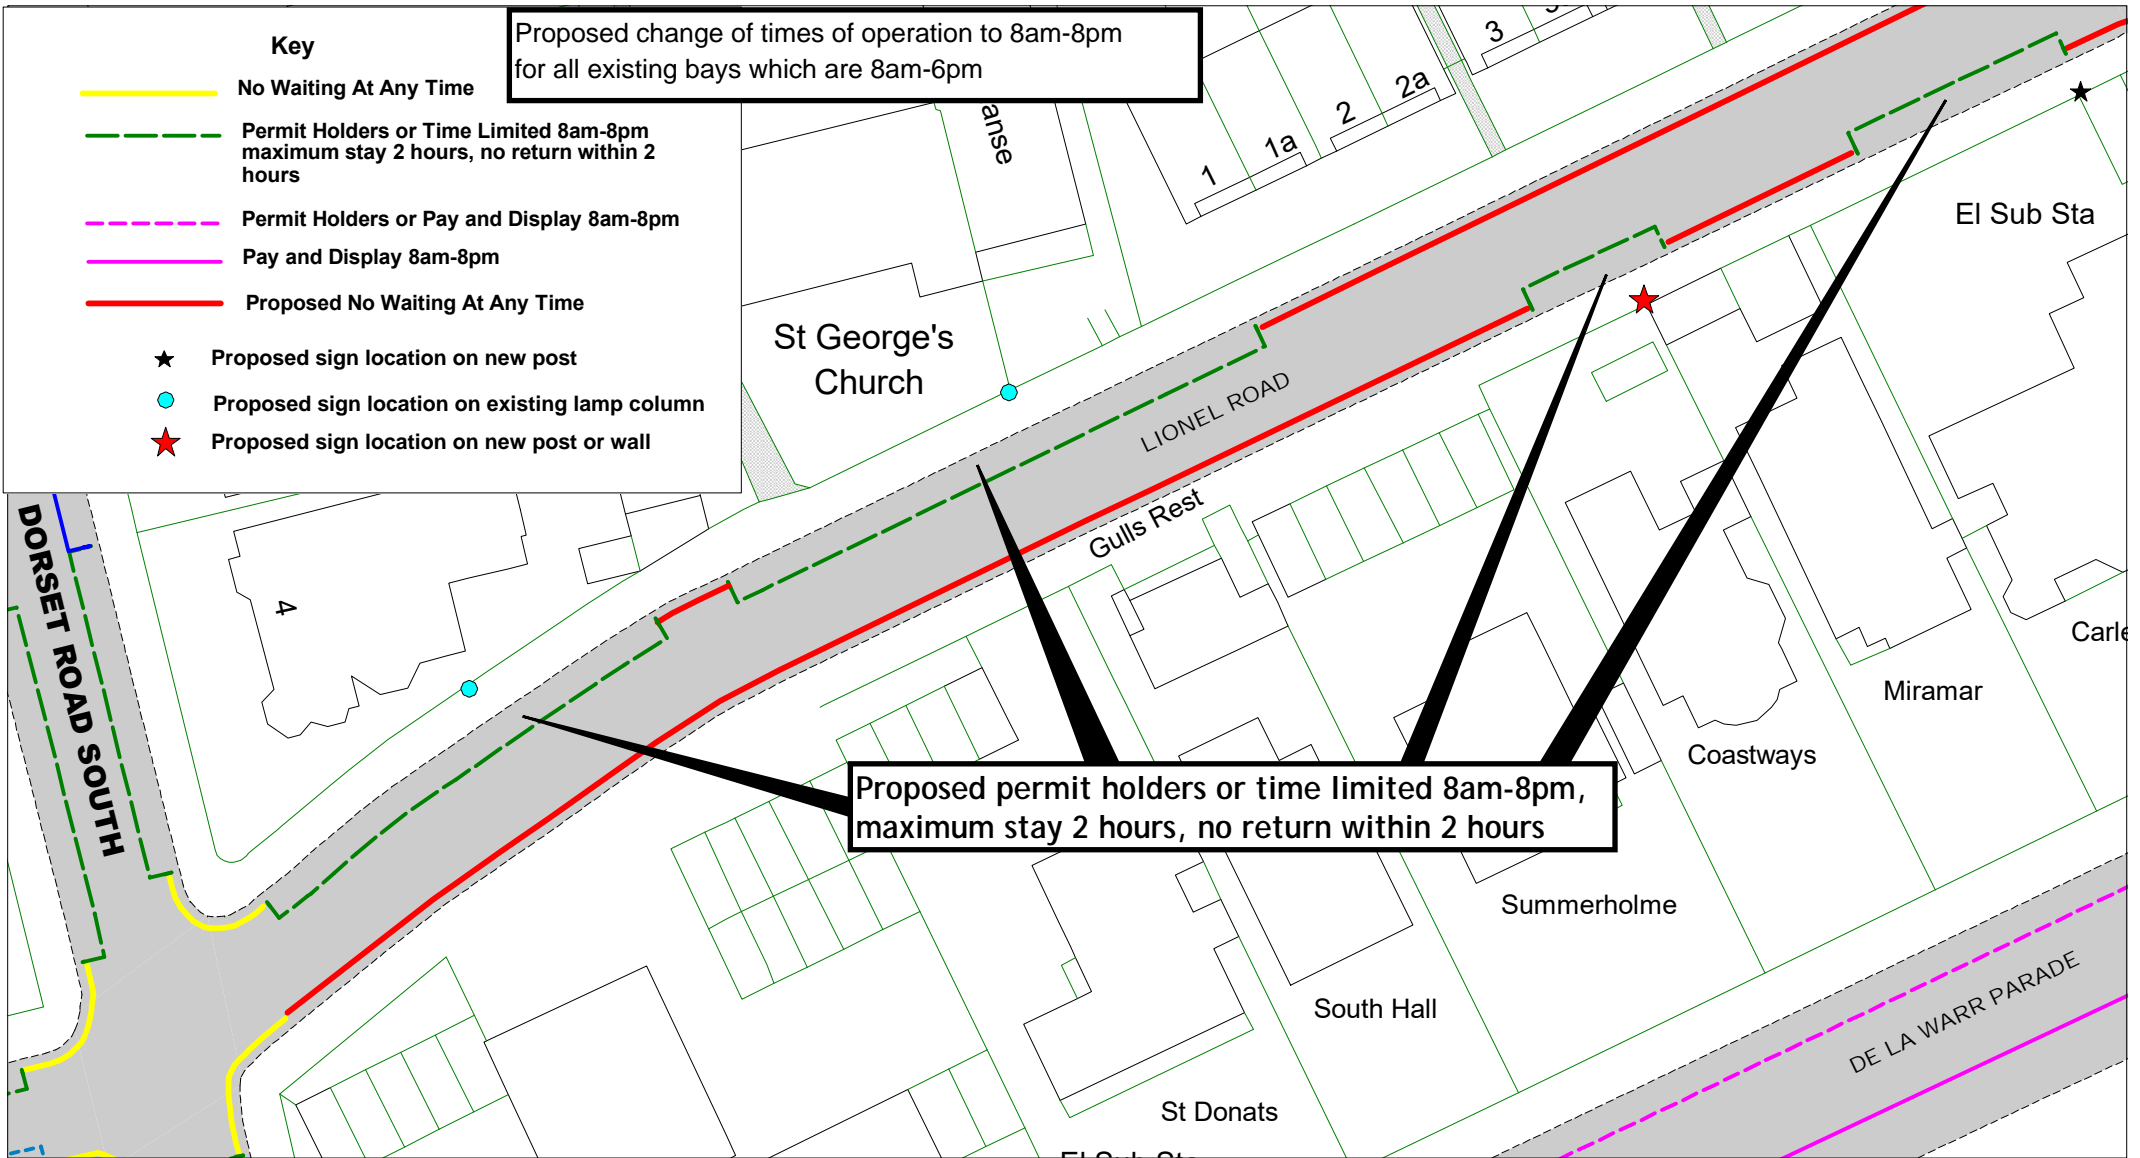 Key
No Waiting At Any Time
Permit Holders or Time Limited 8am-8pm
maximum stay 2 hours, no return within 2
hours
Permit Holders or Pay and Display 8am-8pm
Pay and Display 8am-8pm
Proposed No Waiting At Any Time
Proposed sign location on new post
Proposed sign location on existing lamp column
Proposed sign location on new post or wall
Proposed change of times of operation to 8am-8pm
for all existing bays which are 8am-6pm
anse
1
1a
2
2a
3
El Sub Sta
St George's
Church
LIONEL ROAD
Gulls Rest
DORSET ROAD SOUTH
4
Carle
Miramar
Coastways
Proposed permit holders or time limited 8am-8pm,
maximum stay 2 hours, no return within 2 hours
Summerholme
South Hall
DE LA WARR PARADE
St Donats
El Sub Sta